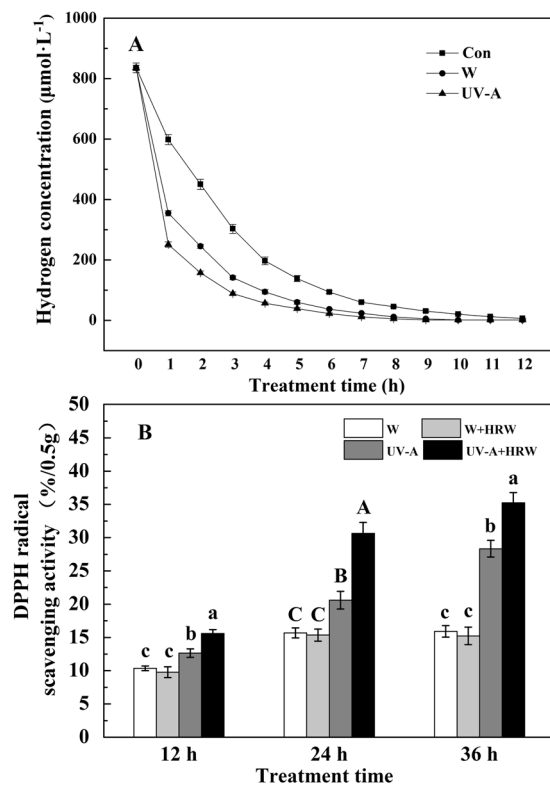 A
Con
W
UV-A
Hydrogen concentration (μmol·L⁻¹)
1000
800
600
400
200
0
0 1 2 3 4 5 6 7 8 9 10 11 12
Treatment time (h)
B
W W+HRW
UV-A UV-A+HRW
DPPH radical
scavenging activity (%/0.5g)
50
45
40
35
30
25
20
15
10
5
0
c c b a
C C B A
c c b a
12 h 24 h 36 h
Treatment time